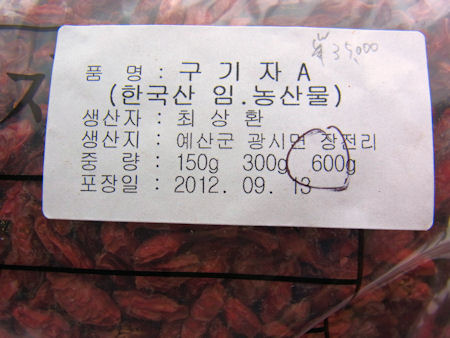 35,000
품 명 : 구 기 자 A
(한국산 임.농산물)
생산자 : 최 상 환
생산지 : 예산군 광시면 장전리
중 량 : 150g 300g 600g
포장일 : 2012. 09. 13